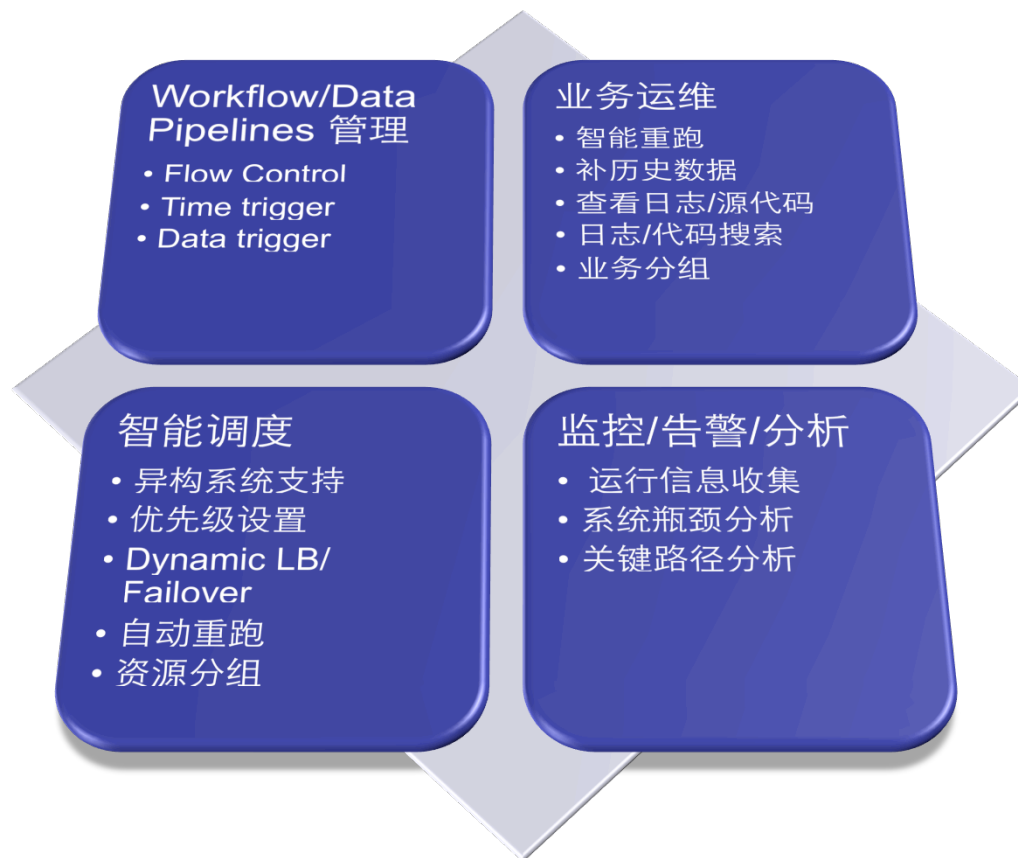 Workflow/Data
Pipelines 管理
• Flow Control
• Time trigger
• Data trigger
业务运维
• 智能重跑
• 补历史数据
• 查看日志/源代码
• 日志/代码搜索
• 业务分组
智能调度
• 异构系统支持
• 优先级设置
• Dynamic LB/
Failover
• 自动重跑
• 资源分组
监控/告警/分析
• 运行信息收集
• 系统瓶颈分析
• 关键路径分析